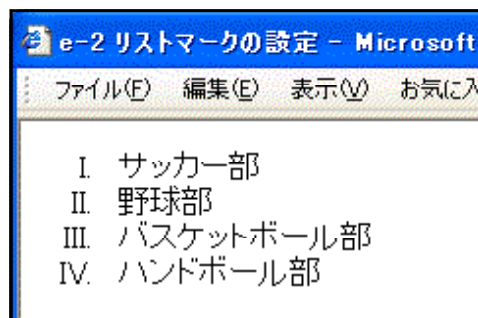 e-2 リストマークの設定 - Microsoft
ファイル(F) 編集(E) 表示(V) お気に入
I. サッカー部
II. 野球部
III. バスケットボール部
IV. ハンドボール部